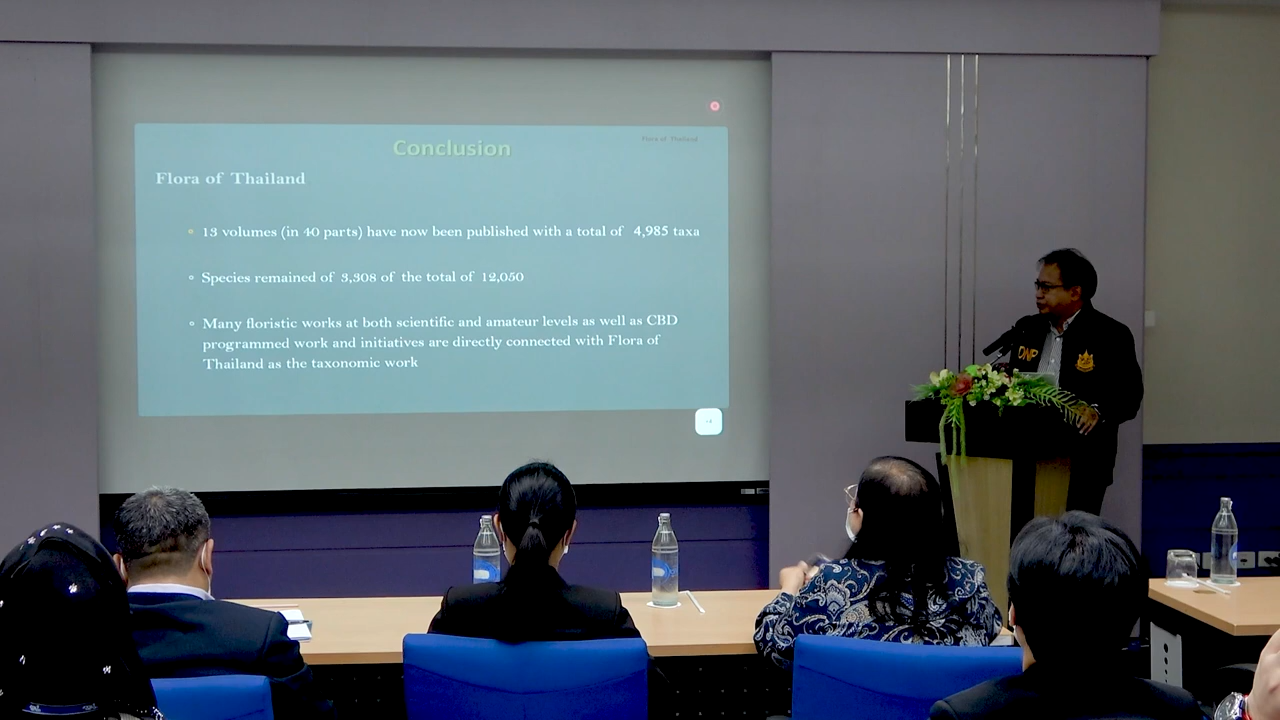 Flora of Thailand
Conclusion
Flora of Thailand
13 volumes (in 40 parts) have now been published with a total of 4,985 taxa
Species remained of 3,308 of the total of 12,050
Many floristic works at both scientific and amateur levels as well as CBD
programmed work and initiatives are directly connected with Flora of
Thailand as the taxonomic work
DNP